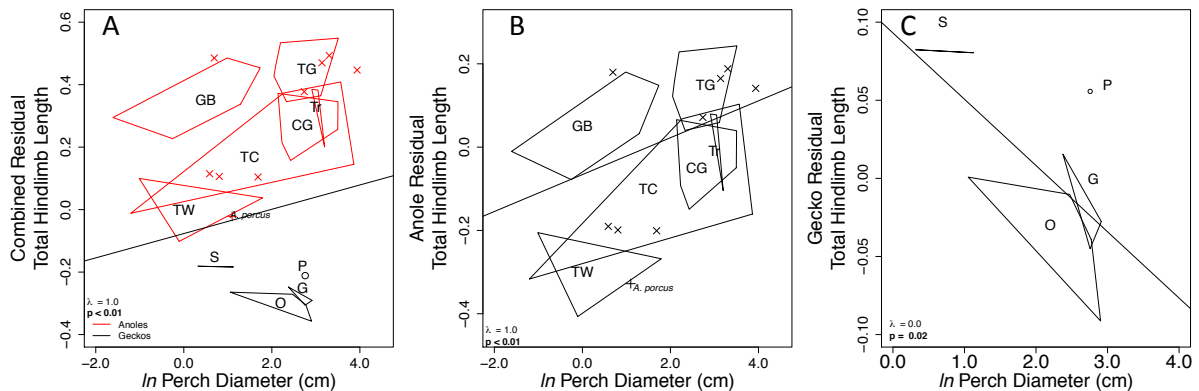 A
Combined Residual
Total Hindlimb Length
0.6
0.4
0.2
0.0
−0.2
−0.4
TG
GB
Tr
CG
TC
TW
A. porcus
S
P
G
O
λ = 1.0
p < 0.01
Anoles
Geckos
−2.0 0.0 2.0 4.0
ln Perch Diameter (cm)
B
Anole Residual
Total Hindlimb Length
0.2
0.0
−0.2
−0.4
TG
GB
Tr
CG
TC
TW
A. porcus
λ = 1.0
p < 0.01
−2.0 0.0 2.0 4.0
ln Perch Diameter (cm)
C
Gecko Residual
Total Hindlimb Length
0.10
0.05
0.00
−0.05
−0.10
S
P
G
O
λ = 0.0
p = 0.02
0.0 1.0 2.0 3.0 4.0
ln Perch Diameter (cm)